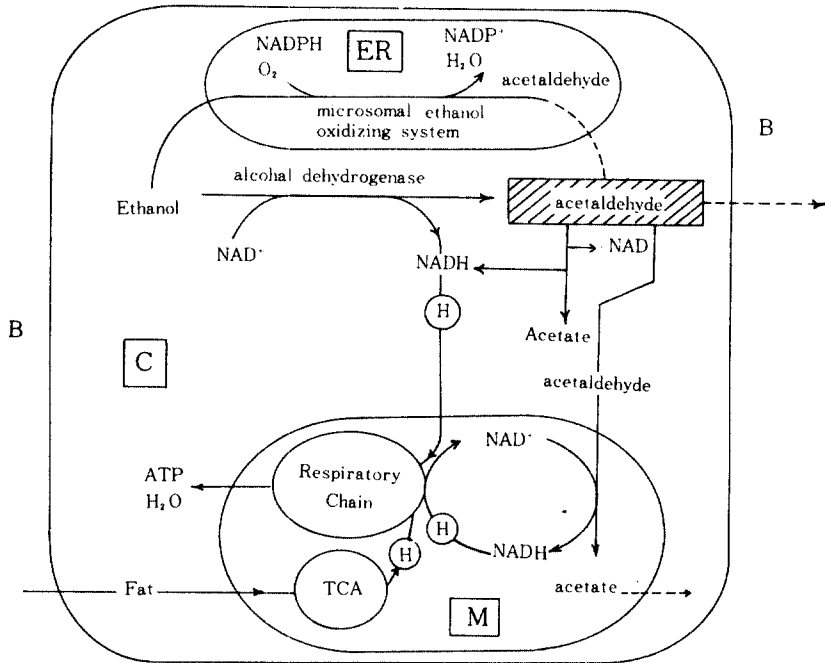 NADPH
O₂
ER
NADP⁺
H₂O
acetaldehyde
microsomal ethanol
oxidizing system
B
alcohal dehydrogenase
Ethanol
acetaldehyde
NAD⁺
NADH
NAD
H
B
C
Acetate
acetaldehyde
NAD⁺
Respiratory
Chain
ATP
H₂O
H
H
NADH
Fat
TCA
acetate
M